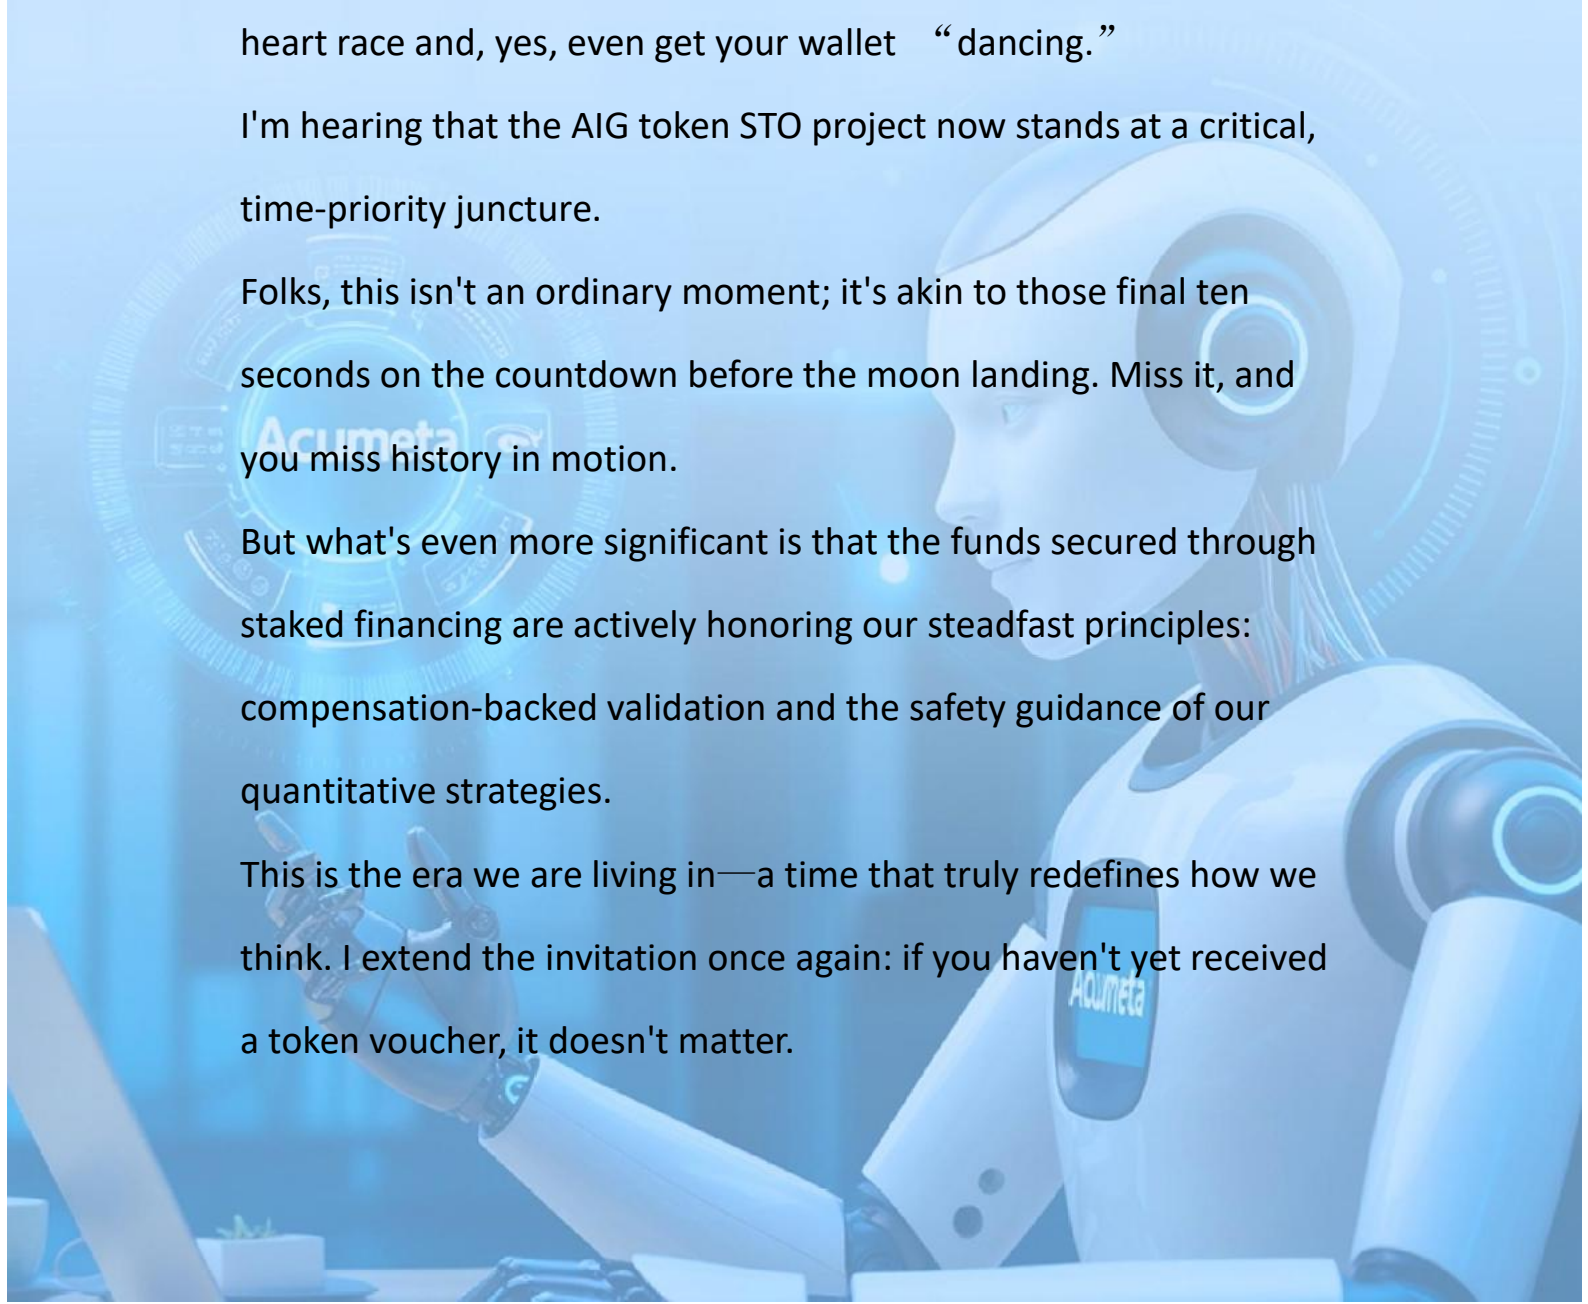 heart race and, yes, even get your wallet “dancing.”
I'm hearing that the AIG token STO project now stands at a critical,
time-priority juncture.
Folks, this isn't an ordinary moment; it's akin to those final ten
seconds on the countdown before the moon landing. Miss it, and
Acumeta
you miss history in motion.
But what's even more significant is that the funds secured through
staked financing are actively honoring our steadfast principles:
compensation-backed validation and the safety guidance of our
quantitative strategies.
This is the era we are living in—a time that truly redefines how we
think. I extend the invitation once again: if you haven't yet received
Acumeta
a token voucher, it doesn't matter.